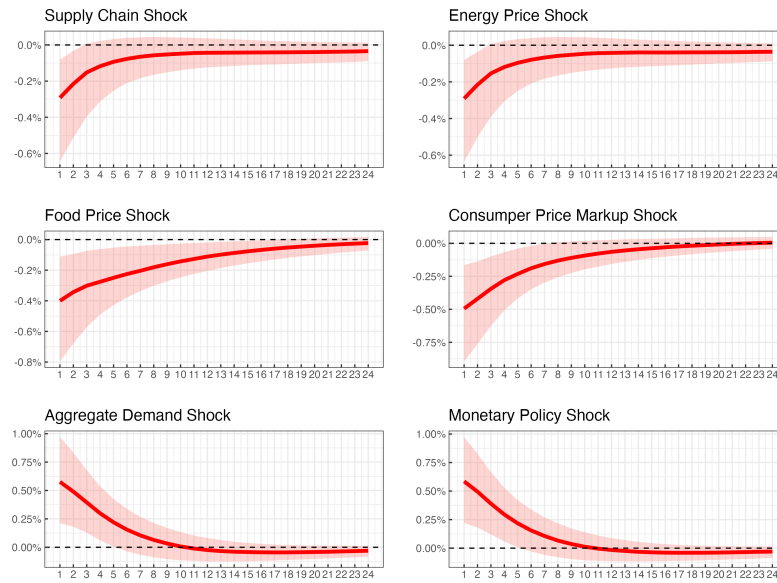 Supply Chain Shock
0.0%
-0.2%
-0.4%
-0.6%
1 2 3 4 5 6 7 8 9 10 11 12 13 14 15 16 17 18 19 20 21 22 23 24
Energy Price Shock
0.0%
-0.2%
-0.4%
-0.6%
1 2 3 4 5 6 7 8 9 10 11 12 13 14 15 16 17 18 19 20 21 22 23 24
Food Price Shock
0.0%
-0.2%
-0.4%
-0.6%
-0.8%
1 2 3 4 5 6 7 8 9 10 11 12 13 14 15 16 17 18 19 20 21 22 23 24
Consumper Price Markup Shock
0.00%
-0.25%
-0.50%
-0.75%
1 2 3 4 5 6 7 8 9 10 11 12 13 14 15 16 17 18 19 20 21 22 23 24
Aggregate Demand Shock
1.00%
0.75%
0.50%
0.25%
0.00%
1 2 3 4 5 6 7 8 9 10 11 12 13 14 15 16 17 18 19 20 21 22 23 24
Monetary Policy Shock
1.00%
0.75%
0.50%
0.25%
0.00%
1 2 3 4 5 6 7 8 9 10 11 12 13 14 15 16 17 18 19 20 21 22 23 24